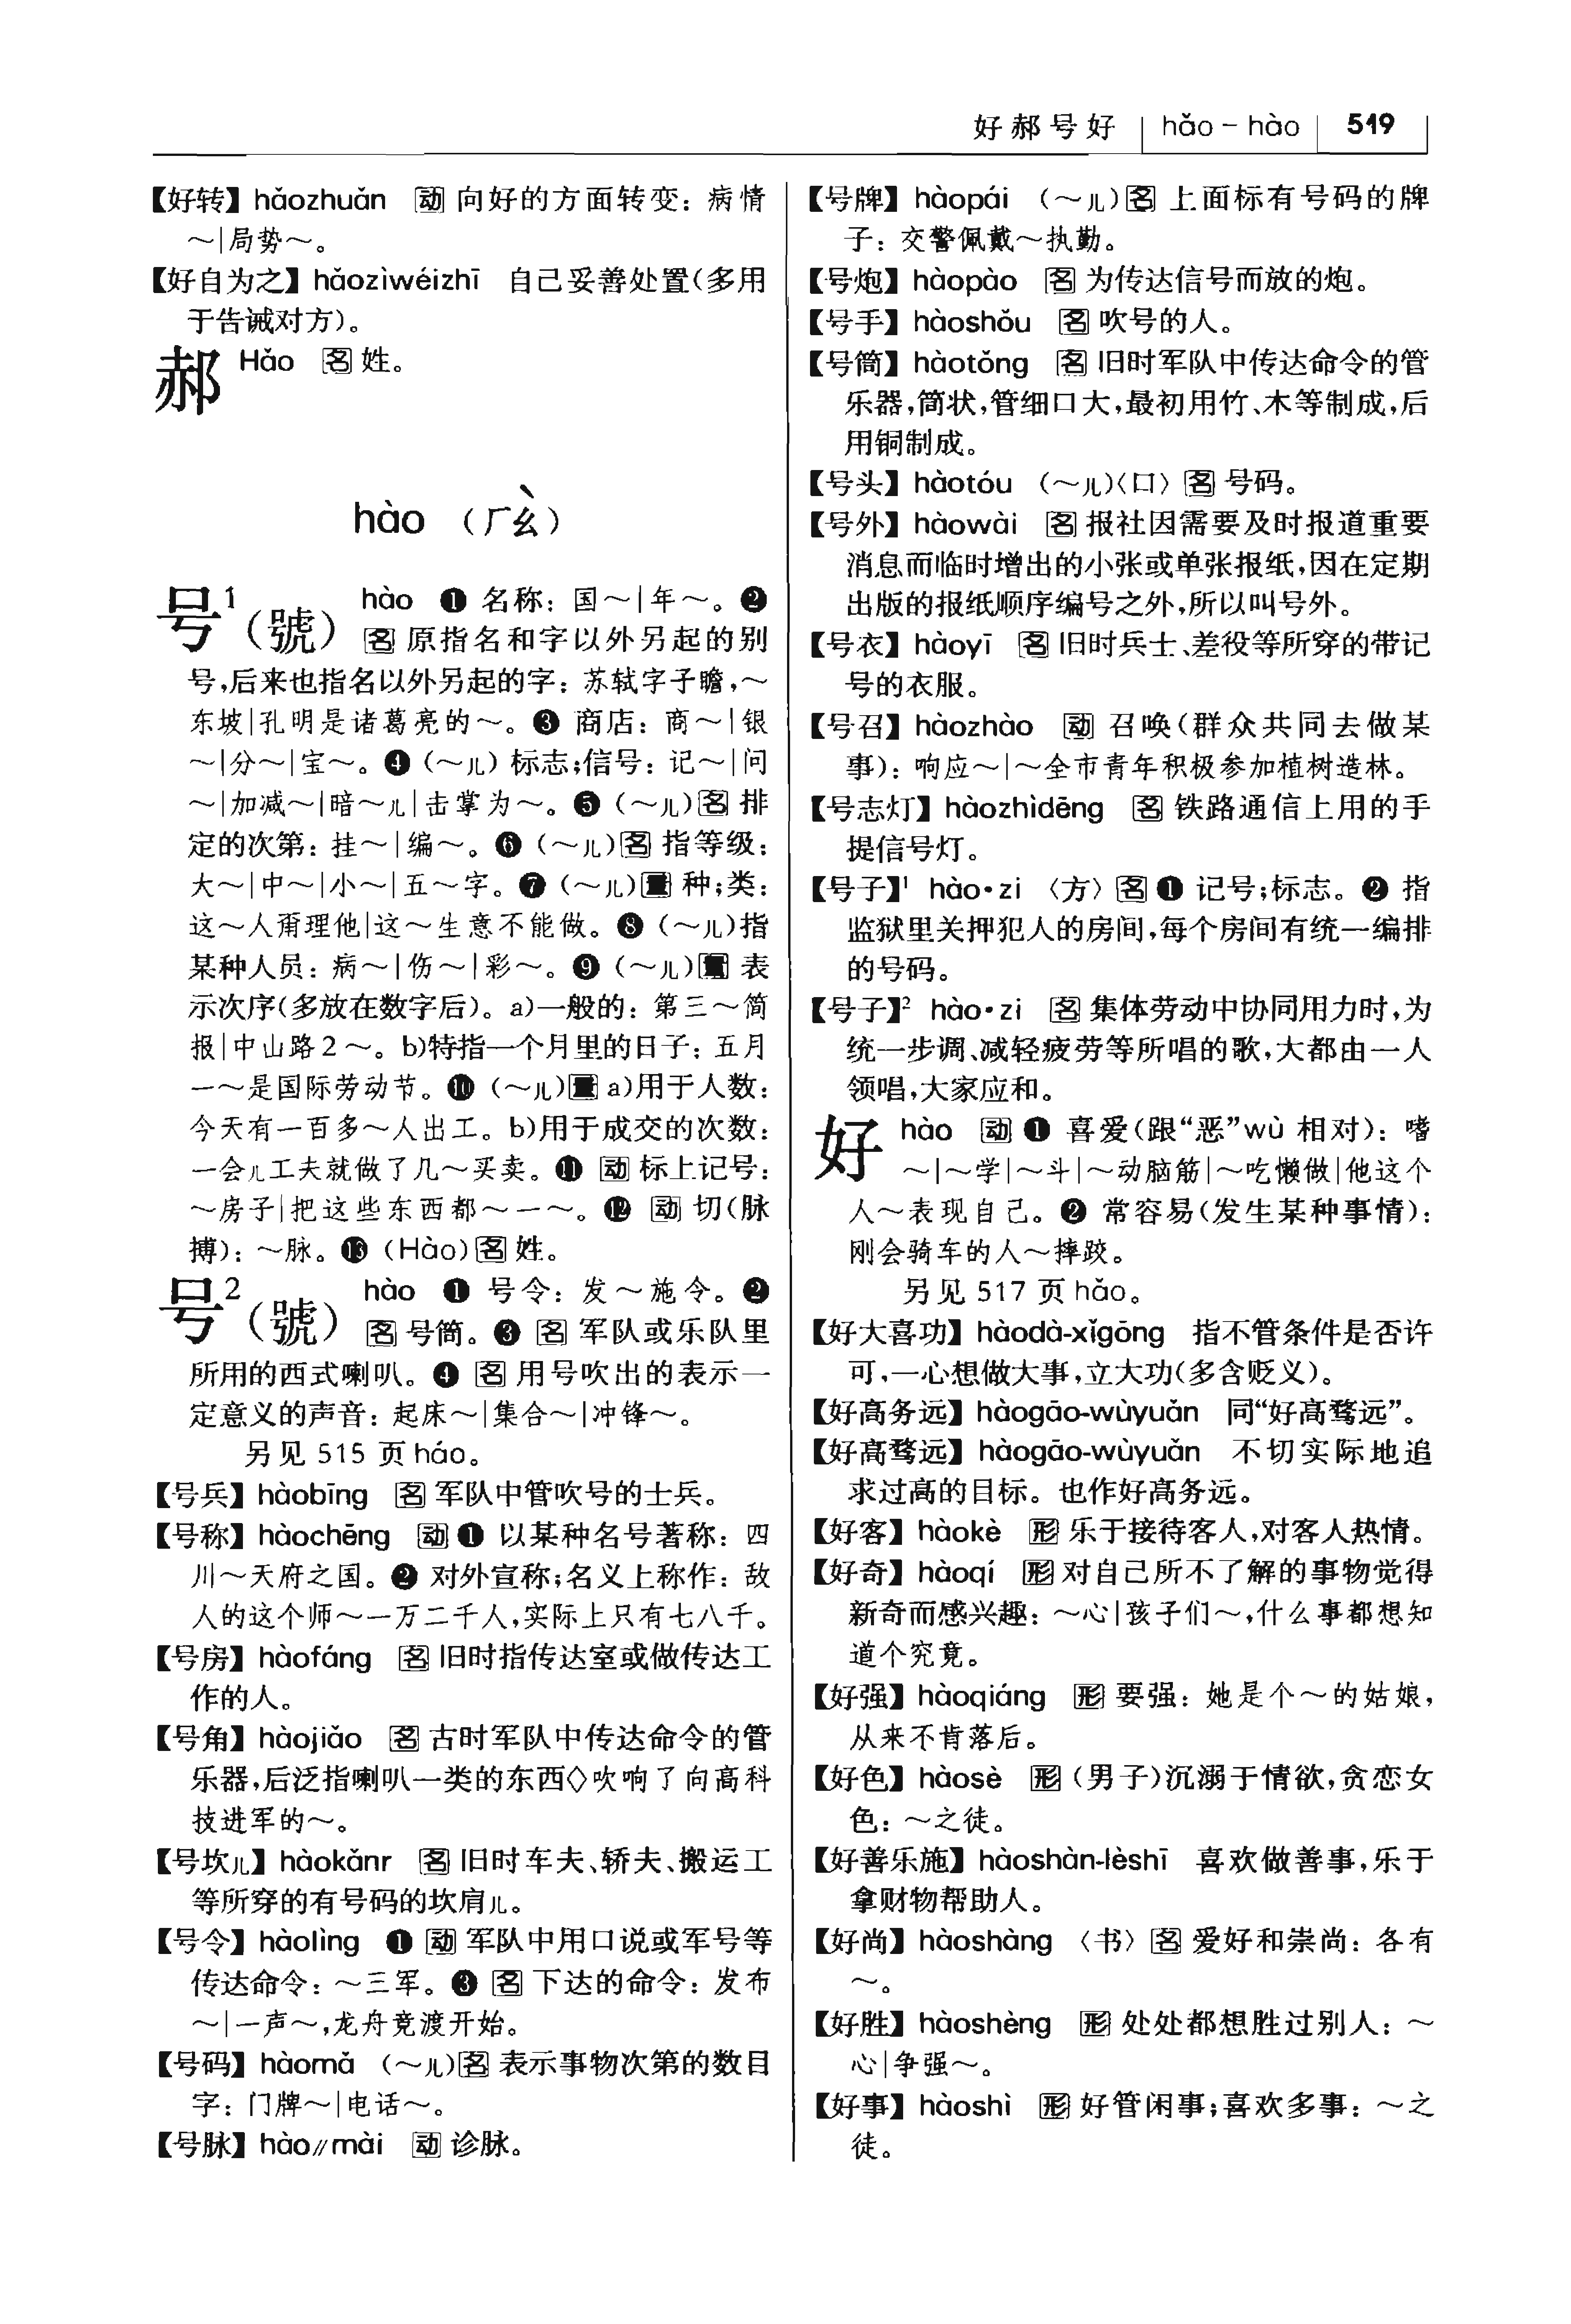 好郝号好 hǎo – hào 519
【好转】 hǎozhuǎn 动 向好的方面转变：病情
～|局势～。
【好自为之】 hǎozìwéizhī 自己妥善处置(多用
于告诫对方)。
郝 Hǎo 名 姓。
hào （ㄏㄠˋ）
号¹（號） hào ❶ 名称：国～|年～。❷
名 原指名和字以外另起的别
号,后来也指名以外另起的字：苏轼字子瞻,～
东坡|孔明是诸葛亮的～。❸ 商店：商～|银
～|分～|宝～。❹（～儿）标志;信号：记～|问
～|加减～|暗～儿|击掌为～。❺（～儿）名 排
定的次第：挂～|编～。❻（～儿）名 指等级：
大～|中～|小～|五～字。❼（～儿）量 种;类：
这～人甭理他|这～生意不能做。❽（～儿）指
某种人员：病～|伤～|彩～。❾（～儿）量 表
示次序(多放在数字后)。a)一般的：第三～简
报|中山路2～。b)特指一个月里的日子：五月
一～是国际劳动节。❿（～儿）量 a)用于人数：
今天有一百多～人出工。b)用于成交的次数：
一会儿工夫就做了几～买卖。⓫ 动 标上记号：
～房子|把这些东西都～一～。⓬ 动 切(脉
搏)：～脉。⓭ (Hào) 名 姓。
号²（號） hào ❶ 号令：发～施令。❷
名 号筒。❸ 名 军队或乐队里
所用的西式喇叭。❹ 名 用号吹出的表示一
定意义的声音：起床～|集合～|冲锋～。
另见 515 页 háo。
【号兵】 hàobīng 名 军队中管吹号的士兵。
【号称】 hàochēng 动 ❶ 以某种名号著称：四
川～天府之国。❷ 对外宣称;名义上称作：敌
人的这个师～一万二千人,实际上只有七八千。
【号房】 hàofáng 名 旧时指传达室或做传达工
作的人。
【号角】 hàojiǎo 名 古时军队中传达命令的管
乐器,后泛指喇叭一类的东西◇吹响了向高科
技进军的～。
【号坎儿】 hàokǎnr 名 旧时车夫、轿夫、搬运工
等所穿的有号码的坎肩儿。
【号令】 hàolìng ❶ 动 军队中用口说或军号等
传达命令：～三军。❸ 名 下达的命令：发布
～|一声～,龙舟竞渡开始。
【号码】 hàomǎ （～儿）名 表示事物次第的数目
字：门牌～|电话～。
【号脉】 hào∥mài 动 诊脉。
【号牌】 hàopái （～儿）名 上面标有号码的牌
子：交警佩戴～执勤。
【号炮】 hàopào 名 为传达信号而放的炮。
【号手】 hàoshǒu 名 吹号的人。
【号筒】 hàotǒng 名 旧时军队中传达命令的管
乐器,筒状,管细口大,最初用竹、木等制成,后
用铜制成。
【号头】 hàotóu （～儿）〈口〉名 号码。
【号外】 hàowài 名 报社因需要及时报道重要
消息而临时增出的小张或单张报纸,因在定期
出版的报纸顺序编号之外,所以叫号外。
【号衣】 hàoyī 名 旧时兵士、差役等所穿的带记
号的衣服。
【号召】 hàozhào 动 召唤(群众共同去做某
事)：响应～|～全市青年积极参加植树造林。
【号志灯】 hàozhìdēng 名 铁路通信上用的手
提信号灯。
【号子】¹ hào•zi 〈方〉名 ❶ 记号;标志。❷ 指
监狱里关押犯人的房间,每个房间有统一编排
的号码。
【号子】² hào•zi 名 集体劳动中协同用力时,为
统一步调、减轻疲劳等所唱的歌,大都由一人
领唱,大家应和。
好 hào 动 ❶ 喜爱(跟“恶”wù 相对)：嗜
～|～学|～斗|～动脑筋|～吃懒做|他这个
人～表现自己。❷ 常容易(发生某种事情)：
刚会骑车的人～摔跤。
另见 517 页 hǎo。
【好大喜功】 hàodà-xǐgōng 指不管条件是否许
可,一心想做大事,立大功(多含贬义)。
【好高务远】 hàogāo-wùyuǎn 同“好高骛远”。
【好高骛远】 hàogāo-wùyuǎn 不切实际地追
求过高的目标。也作好高务远。
【好客】 hàokè 形 乐于接待客人,对客人热情。
【好奇】 hàoqí 形 对自己所不了解的事物觉得
新奇而感兴趣：～心|孩子们～,什么事都想知
道个究竟。
【好强】 hàoqiáng 形 要强：她是个～的姑娘,
从来不肯落后。
【好色】 hàosè 形 (男子)沉溺于情欲,贪恋女
色：～之徒。
【好善乐施】 hàoshàn-lèshī 喜欢做善事,乐于
拿财物帮助人。
【好尚】 hàoshàng 〈书〉名 爱好和崇尚：各有
～。
【好胜】 hàoshèng 形 处处都想胜过别人：～
心|争强～。
【好事】 hàoshì 形 好管闲事;喜欢多事：～之
徒。